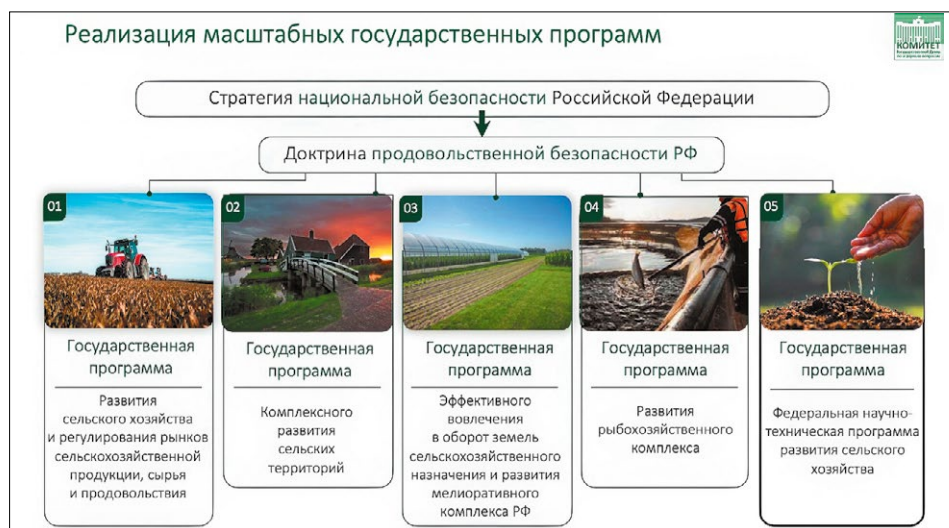 Реализация масштабных государственных программ
КОМИТЕТ
Стратегия национальной безопасности Российской Федерации
Доктрина продовольственной безопасности РФ
01
02
03
04
05
Государственная
программа
Развития
сельского хозяйства
и регулирования рынков
сельскохозяйственной
продукции, сырья
и продовольствия
Государственная
программа
Комплексного
развития
сельских
территорий
Государственная
программа
Эффективного
вовлечения
в оборот земель
сельскохозяйственного
назначения и развития
мелиоративного
комплекса РФ
Государственная
программа
Развития
рыбохозяйственного
комплекса
Государственная
программа
Федеральная научно-
техническая программа
развития сельского
хозяйства